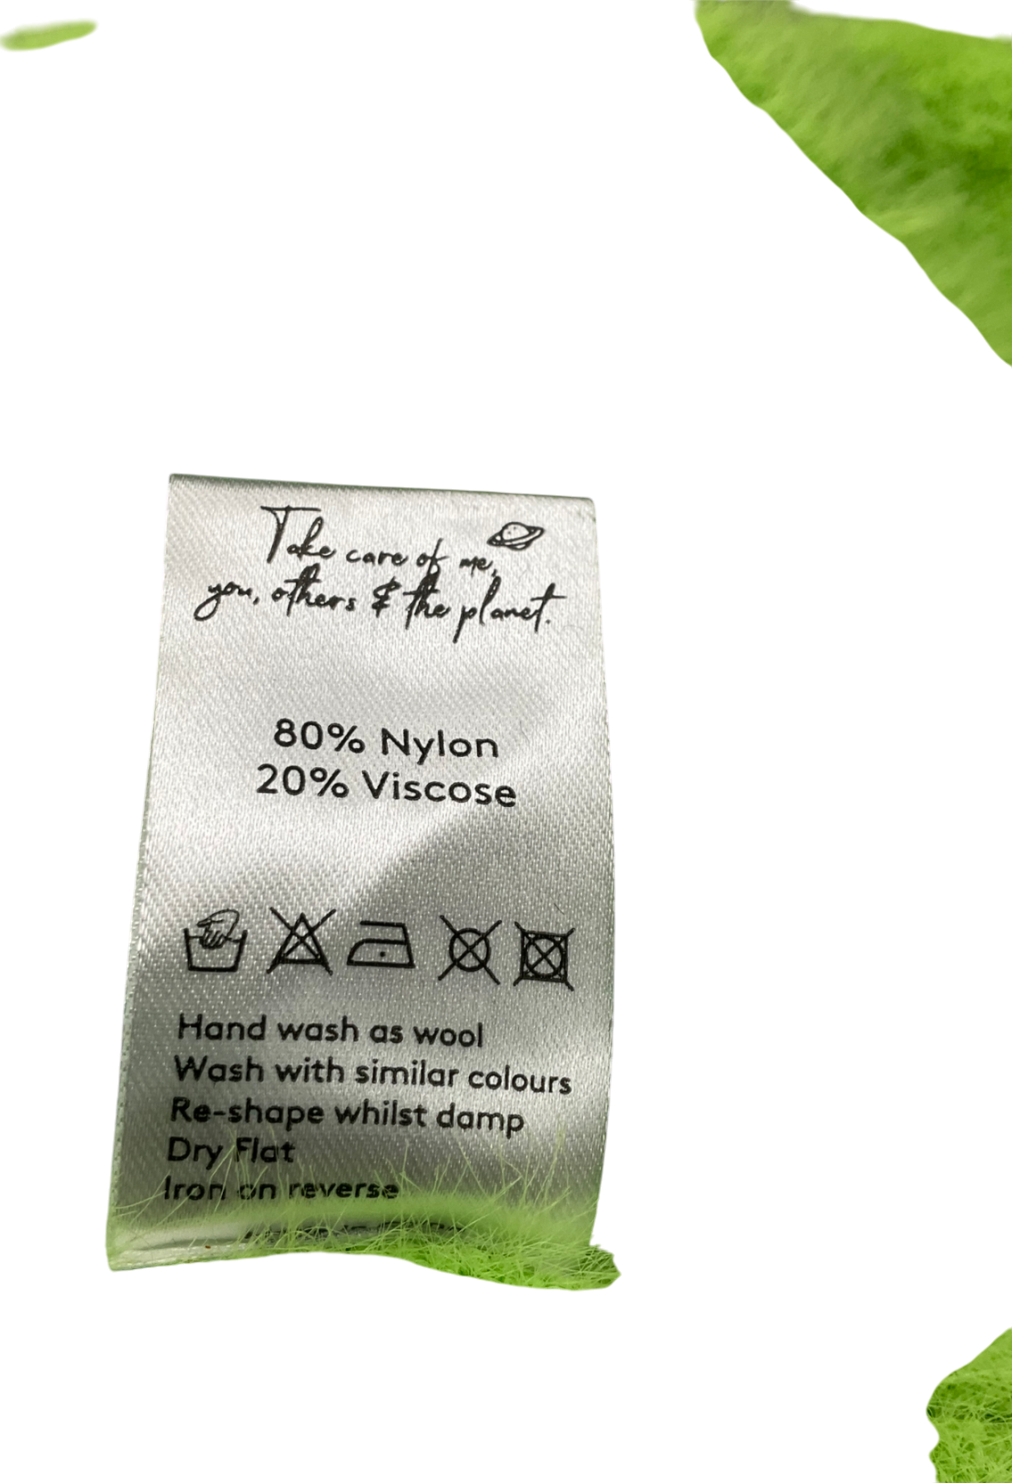 Take care of me,
you, others & the planet.
80% Nylon
20% Viscose
Hand wash as wool
Wash with similar colours
Re-shape whilst damp
Dry Flat
Iron on reverse